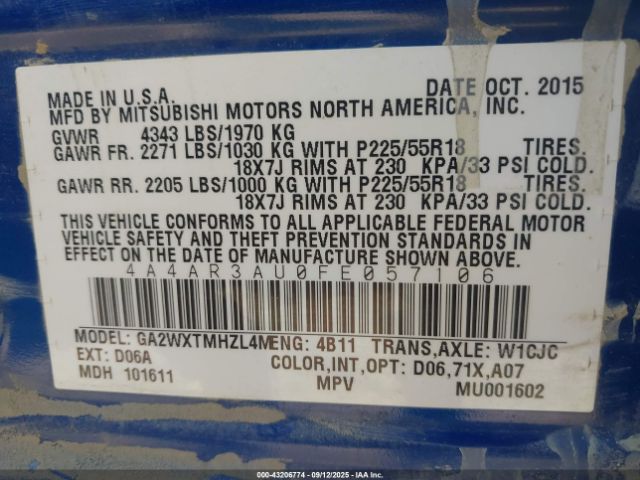 MADE IN U.S.A. DATE OCT. 2015
MFD BY MITSUBISHI MOTORS NORTH AMERICA, INC.
GVWR 4343 LBS/1970 KG
GAWR FR. 2271 LBS/1030 KG WITH P225/55R18 TIRES.
18X7J RIMS AT 230 KPA/33 PSI COLD.
GAWR RR. 2205 LBS/1000 KG WITH P225/55R18 TIRES.
18X7J RIMS AT 230 KPA/33 PSI COLD.
THIS VEHICLE CONFORMS TO ALL APPLICABLE FEDERAL MOTOR
VEHICLE SAFETY AND THEFT PREVENTION STANDARDS IN
EFFECT ON THE DATE OF MANUFACTURE SHOWN ABOVE.
4A4AR3AU0FE057106
MODEL: GA2WXTMHZL4M ENG: 4B11 TRANS,AXLE: W1CJC
EXT: D06A COLOR,INT,OPT: D06,71X,A07
MDH 101611 MPV MU001602
00-43206774 - 09/12/2025 - IAAI.COM